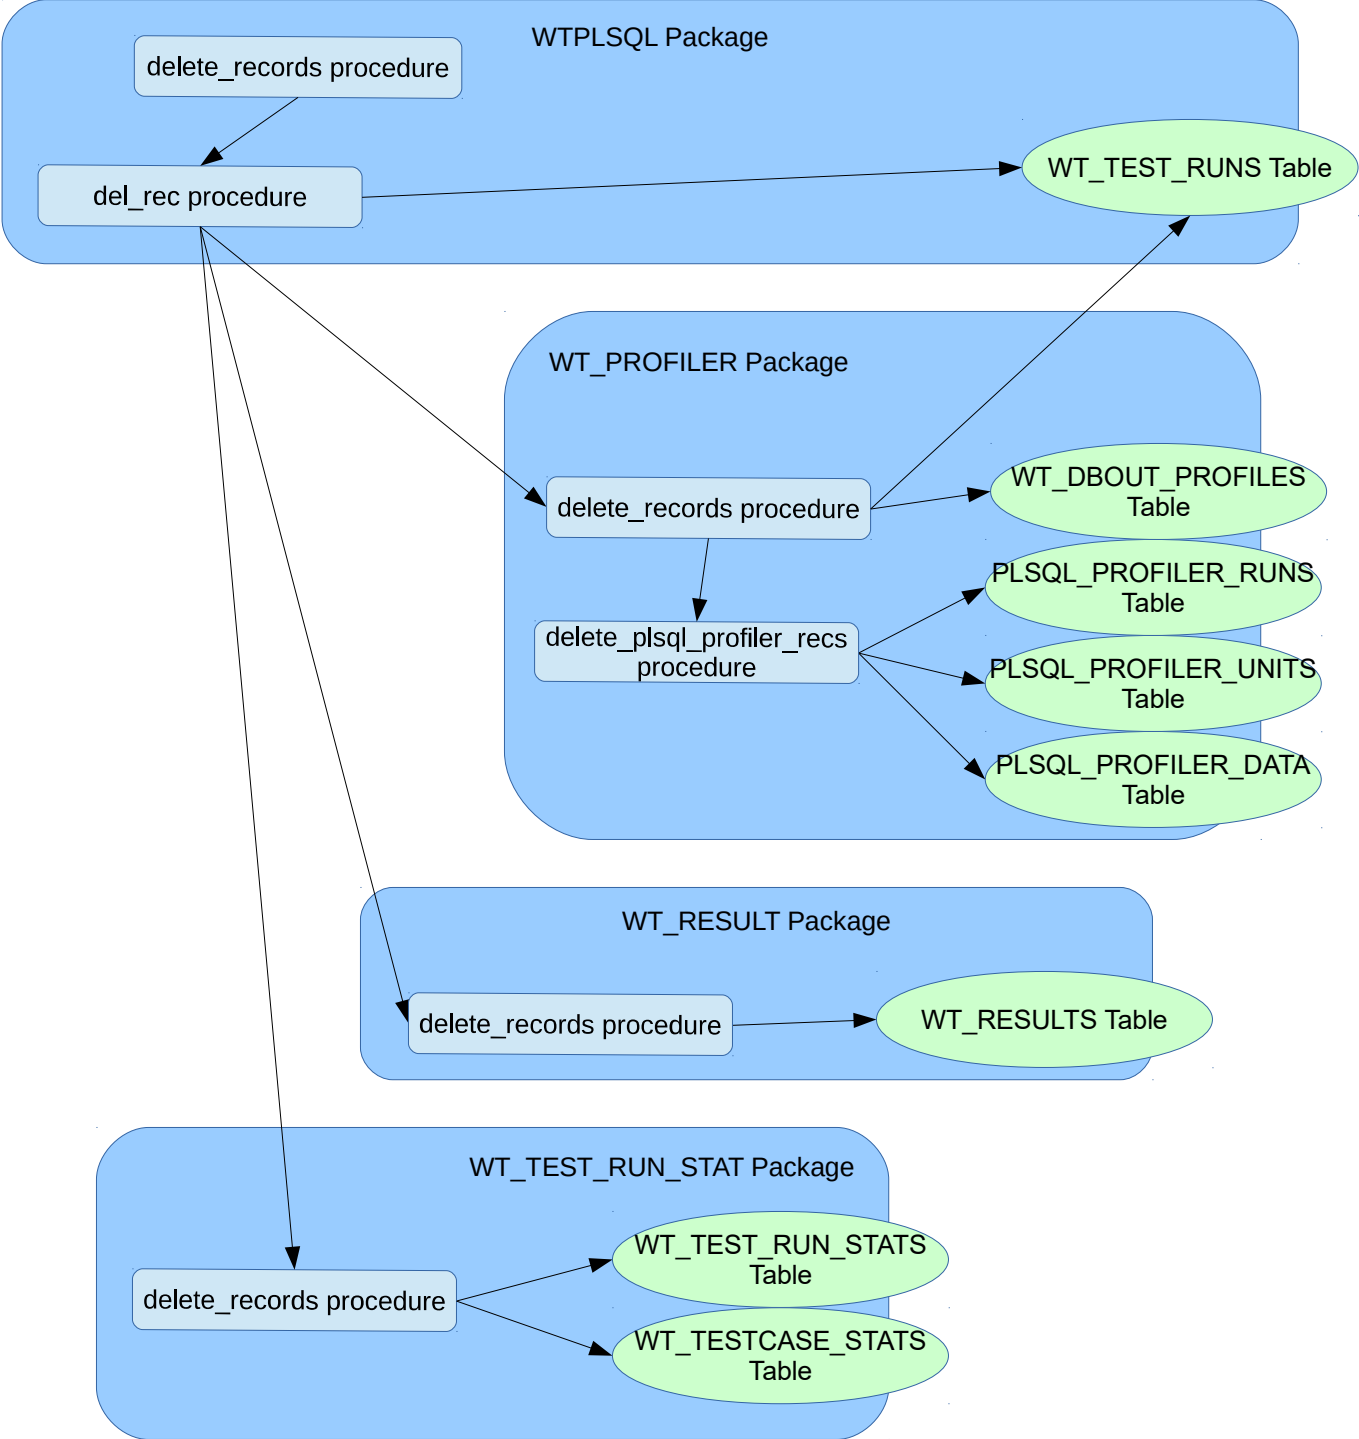 WTPLSQL Package
delete_records procedure
del_rec procedure
WT_TEST_RUNS Table
WT_PROFILER Package
delete_records procedure
WT_DBOUT_PROFILES
Table
PLSQL_PROFILER_RUNS
Table
delete_plsql_profiler_recs
procedure
PLSQL_PROFILER_UNITS
Table
PLSQL_PROFILER_DATA
Table
WT_RESULT Package
delete_records procedure
WT_RESULTS Table
WT_TEST_RUN_STAT Package
delete_records procedure
WT_TEST_RUN_STATS
Table
WT_TESTCASE_STATS
Table